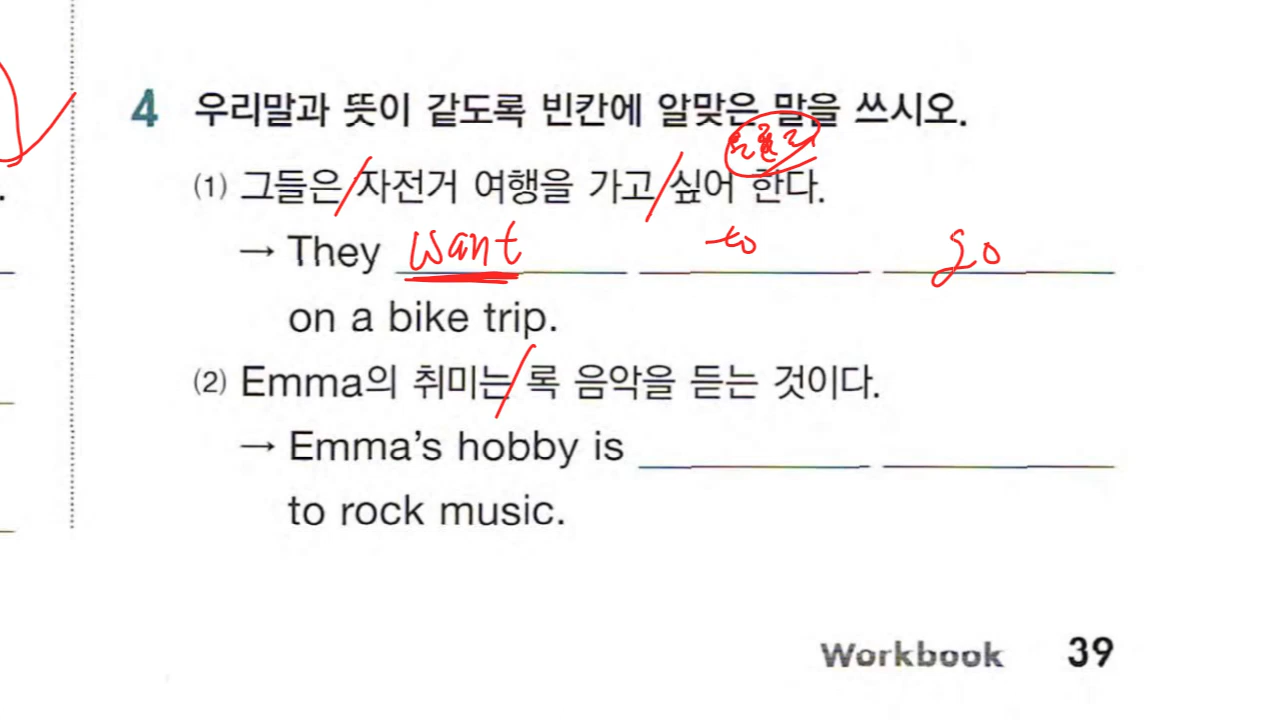 4 우리말과 뜻이 같도록 빈칸에 알맞은 말을 쓰시오.
(1) 그들은/자전거 여행을 가고/싶어 한다.
→ They want to go
on a bike trip.
(2) Emma의 취미는/록 음악을 듣는 것이다.
→ Emma's hobby is
to rock music.
Workbook 39